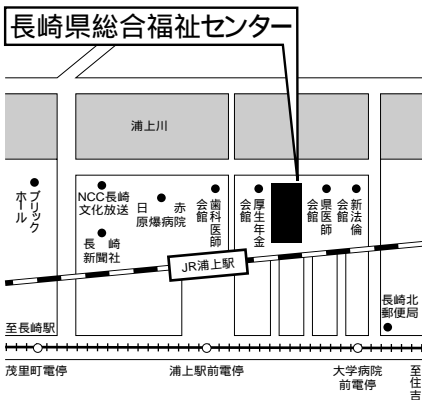 長崎県総合福祉センター
浦上川
ブリック
ホール
NCC長崎
文化放送
日赤
原爆病院
歯科医師
会館
厚生年金
会館
県医師
会館
新法倫
会館
長崎
新聞社
JR浦上駅
長崎北
郵便局
至長崎駅
茂里町電停
浦上駅前電停
大学病院
前電停
至住吉